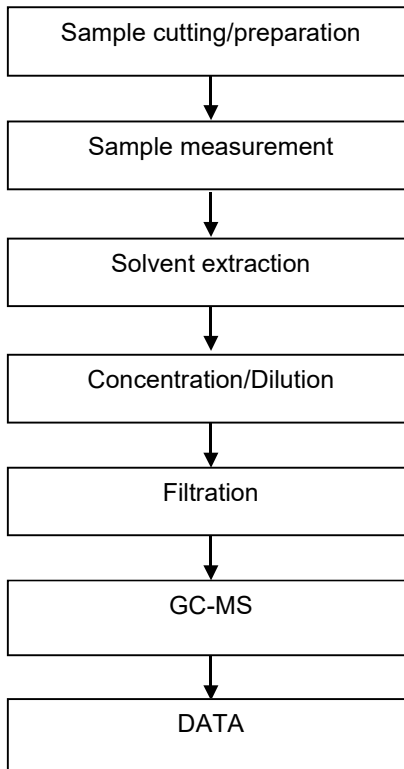 Sample cutting/preparation
Sample measurement
Solvent extraction
Concentration/Dilution
Filtration
GC-MS
DATA